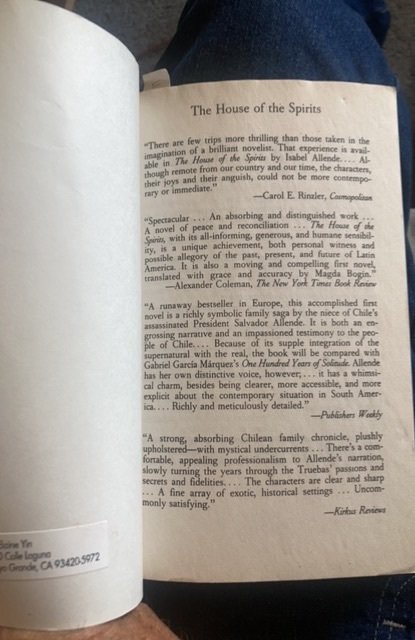 The House of the Spirits
"There are few trips more thrilling than those taken in the
imagination of a brilliant novelist. That experience is avail-
able in The House of the Spirits by Isabel Allende.... Al-
though remote from our country and our time, the characters,
their joys and their anguish, could not be more contempo-
rary or immediate."
—Carol E. Rinzler, Cosmopolitan
"Spectacular ... An absorbing and distinguished work ...
A novel of peace and reconciliation ... The House of the
Spirits, with its all-informing, generous, and humane sensibil-
ity, is a unique achievement, both personal witness and
possible allegory of the past, present, and future of Latin
America. It is also a moving and compelling first novel,
translated with grace and accuracy by Magda Bogin."
—Alexander Coleman, The New York Times Book Review
"A runaway bestseller in Europe, this accomplished first
novel is a richly symbolic family saga by the niece of Chile's
assassinated President Salvador Allende. It is both an en-
grossing narrative and an impassioned testimony to the peo-
ple of Chile.... Because of its supple integration of the
supernatural with the real, the book will be compared with
Gabriel García Márquez's One Hundred Years of Solitude. Allende
has her own distinctive voice, however; ... it has a whimsi-
cal charm, besides being clearer, more accessible, and more
explicit about the contemporary situation in South Amer-
ica.... Richly and meticulously detailed."
—Publishers Weekly
"A strong, absorbing Chilean family chronicle, plushly
upholstered—with mystical undercurrents ... There's a com-
fortable, appealing professionalism to Allende's narration,
slowly turning the years through the Truebas' passions and
secrets and fidelities.... The characters are clear and sharp
... A fine array of exotic, historical settings ... Uncom-
monly satisfying."
—Kirkus Reviews
Yin
Calle Laguna
Grande, CA 93420-5972